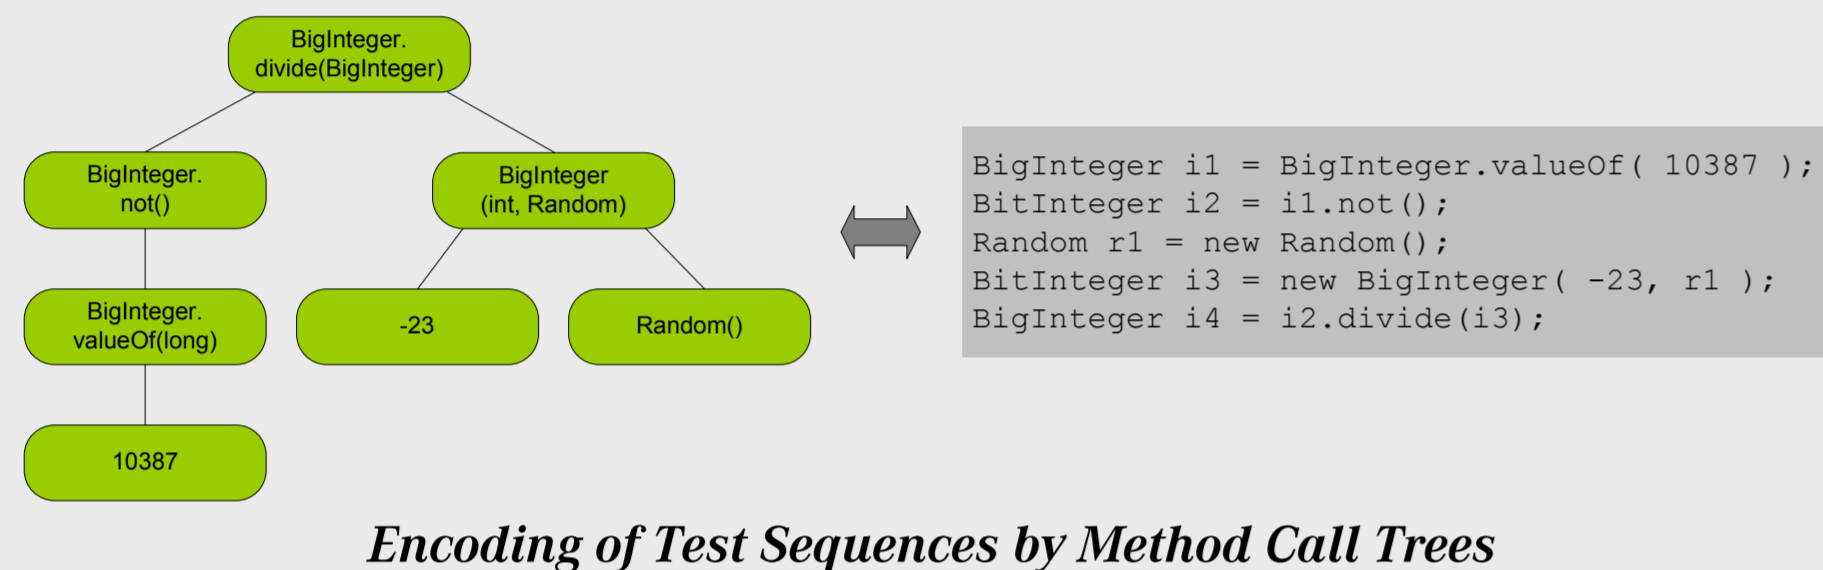 BigInteger.
divide(BigInteger)
BigInteger.
not()
BigInteger
(int, Random)
BigInteger.
valueOf(long)
-23
Random()
10387
BigInteger i1 = BigInteger.valueOf( 10387 );
BitInteger i2 = i1.not();
Random r1 = new Random();
BitInteger i3 = new BigInteger( -23, r1 );
BigInteger i4 = i2.divide(i3);
Encoding of Test Sequences by Method Call Trees